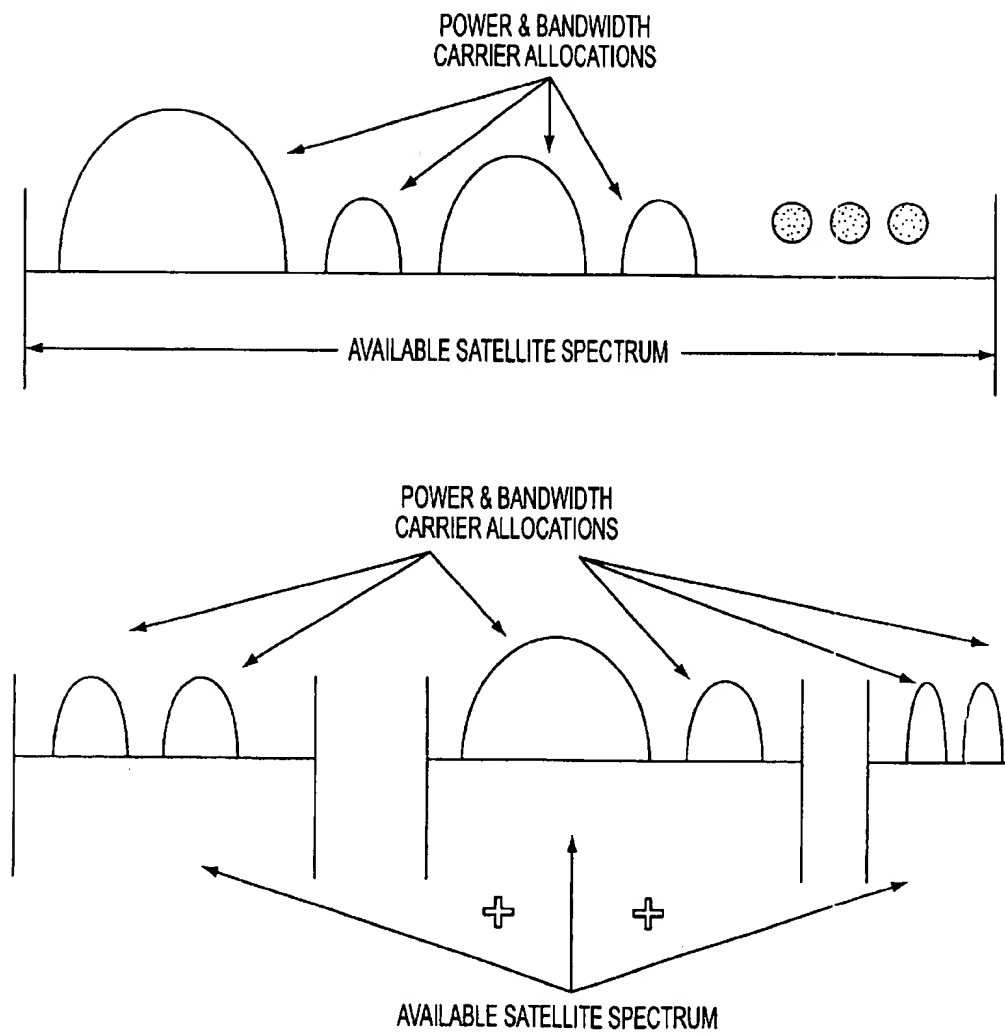 POWER & BANDWIDTH
CARRIER ALLOCATIONS
AVAILABLE SATELLITE SPECTRUM
POWER & BANDWIDTH
CARRIER ALLOCATIONS
AVAILABLE SATELLITE SPECTRUM